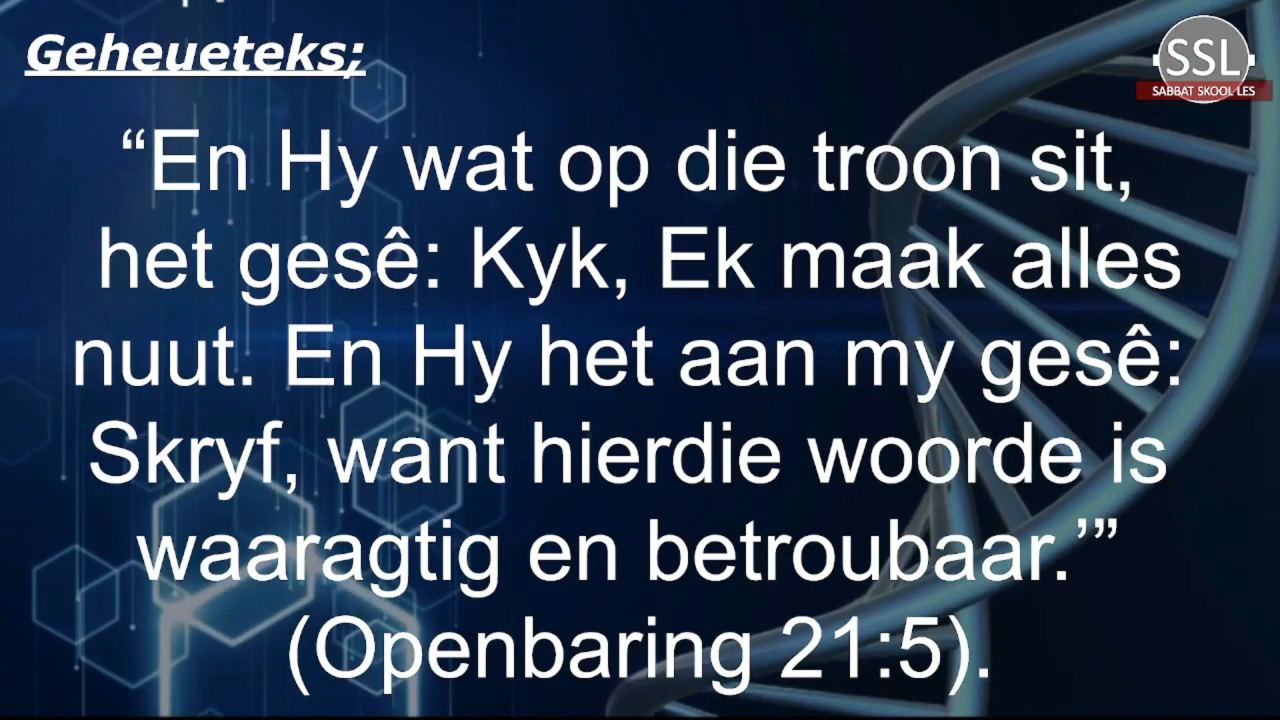 Geheueteks;
SSL
SABBAT SKOOL LES
“En Hy wat op die troon sit,
het gesê: Kyk, Ek maak alles
nuut. En Hy het aan my gesê:
Skryf, want hierdie woorde is
waaragtig en betroubaar.’”
(Openbaring 21:5).